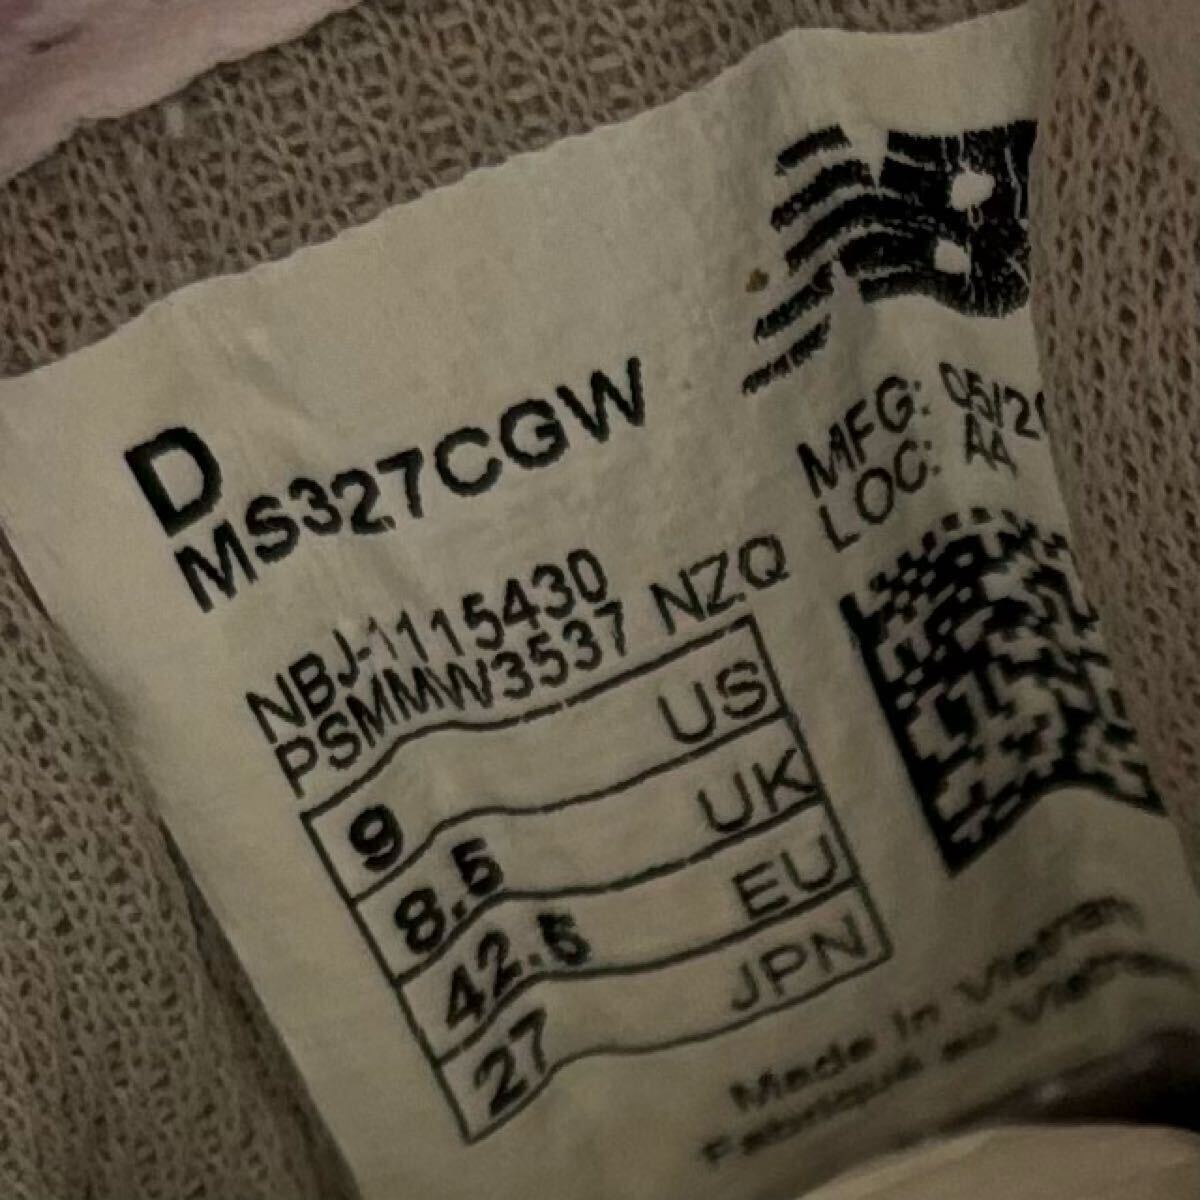 D
MS327CGW
NBJ-1115430
PSMMW3537 NZQ
9 US
8.5 UK
42.5 EU
27 JPN
MFG: 05/2
LOC: AA
Made in Vietnam
Fabriqué au Vietnam